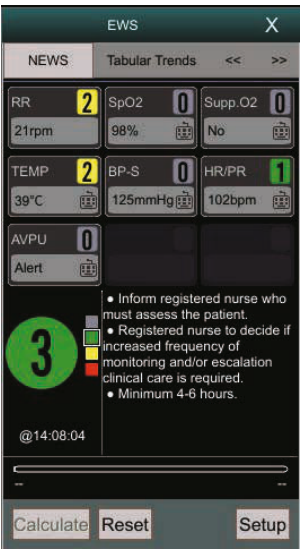 EWS X
NEWS Tabular Trends << >>
RR 2 SpO2 0 Supp.O2 0
21rpm 98% No
TEMP 2 BP-S 0 HR/PR 1
39°C 125mmHg 102bpm
AVPU 0
Alert
• Inform registered nurse who
must assess the patient.
• Registered nurse to decide if
increased frequency of
monitoring and/or escalation
clinical care is required.
• Minimum 4-6 hours.
3
@14:08:04
-- --
Calculate Reset Setup